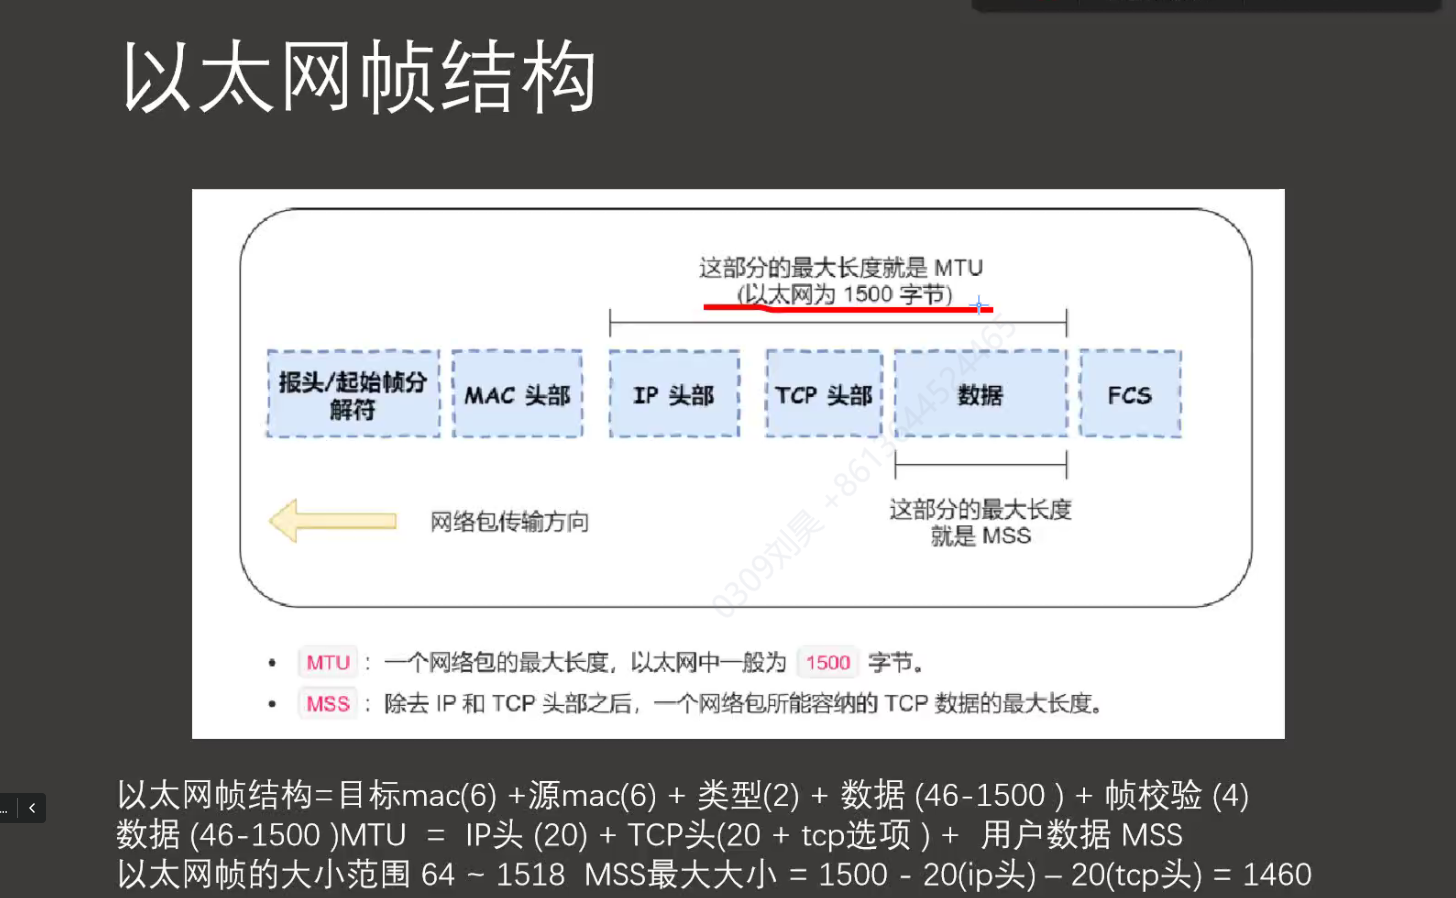 以太网帧结构
这部分的最大长度就是 MTU
(以太网为 1500 字节)
报头/起始帧分
解符
MAC 头部
IP 头部
TCP 头部
数据
FCS
网络包传输方向
这部分的最大长度
就是 MSS
0309刘昊 +8613644524465
• MTU ： 一个网络包的最大长度，以太网中一般为 1500 字节。
• MSS ： 除去 IP 和 TCP 头部之后，一个网络包所能容纳的 TCP 数据的最大长度。
以太网帧结构=目标mac(6) +源mac(6) + 类型(2) + 数据 (46-1500 ) + 帧校验 (4)
数据 (46-1500 )MTU = IP头 (20) + TCP头(20 + tcp选项 ) + 用户数据 MSS
以太网帧的大小范围 64 ~ 1518 MSS最大大小 = 1500 - 20(ip头) – 20(tcp头) = 1460